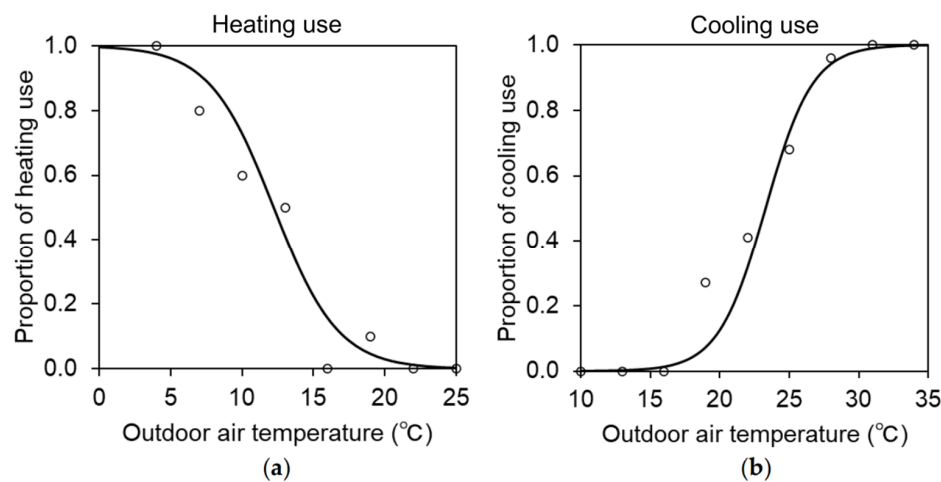 Heating use
Proportion of heating use
1.0
0.8
0.6
0.4
0.2
0.0
0 5 10 15 20 25
Outdoor air temperature (℃)
(a)
Cooling use
Proportion of cooling use
1.0
0.8
0.6
0.4
0.2
0.0
10 15 20 25 30 35
Outdoor air temperature (℃)
(b)